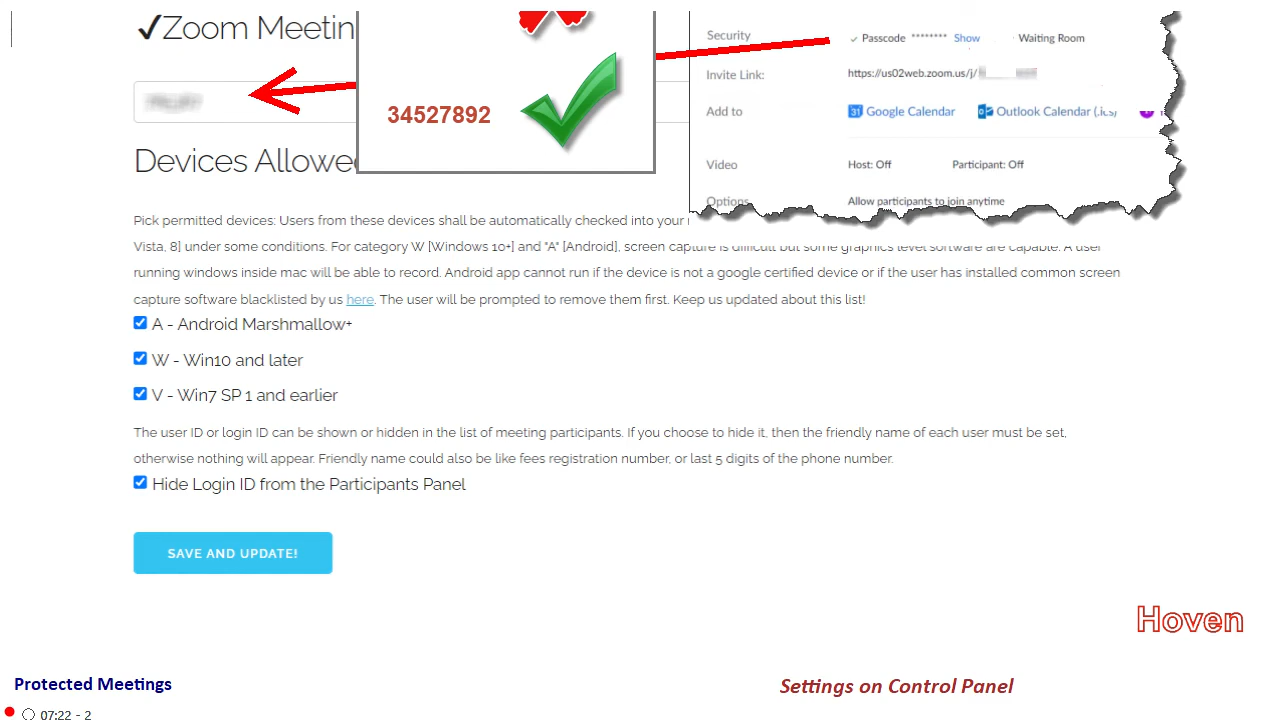 ✓Zoom Meetin
34527892
Security
Passcode ******** Show
Waiting Room
Invite Link:
https://us02web.zoom.us/j/
Add to
Google Calendar
Outlook Calendar (.ics)
Video
Host: Off
Participant: Off
Options
Allow participants to join anytime
Devices Allowe
Pick permitted devices: Users from these devices shall be automatically checked into your
Vista, 8] under some conditions. For category W [Windows 10+] and "A" [Android], screen capture is difficult but some graphics level software are capable. A user
running windows inside mac will be able to record. Android app cannot run if the device is not a google certified device or if the user has installed common screen
capture software blacklisted by us here. The user will be prompted to remove them first. Keep us updated about this list!
A - Android Marshmallow+
W - Win10 and later
V - Win7 SP 1 and earlier
The user ID or login ID can be shown or hidden in the list of meeting participants. If you choose to hide it, then the friendly name of each user must be set,
otherwise nothing will appear. Friendly name could also be like fees registration number, or last 5 digits of the phone number.
Hide Login ID from the Participants Panel
SAVE AND UPDATE!
Hoven
Protected Meetings
Settings on Control Panel
07:22 - 2